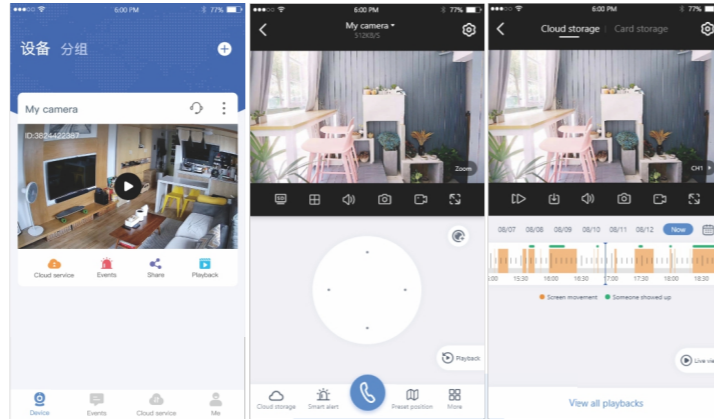 6:00 PM
77%
设备 分组
My camera
ID:3824422387
Cloud service
Events
Share
Playback
Device
Events
Cloud service
Me
6:00 PM
77%
My camera
512KB/S
Zoom
HD
Playback
Cloud storage
Smart alert
Preset position
More
6:00 PM
77%
Cloud storage
Card storage
CH1
08/07 08/08 08/09 08/10 08/11 08/12 Now
:00 15:30 16:00 16:30 17:00 17:30 18:00 18:30
Screen movement
Someone showed up
Live vie
View all playbacks